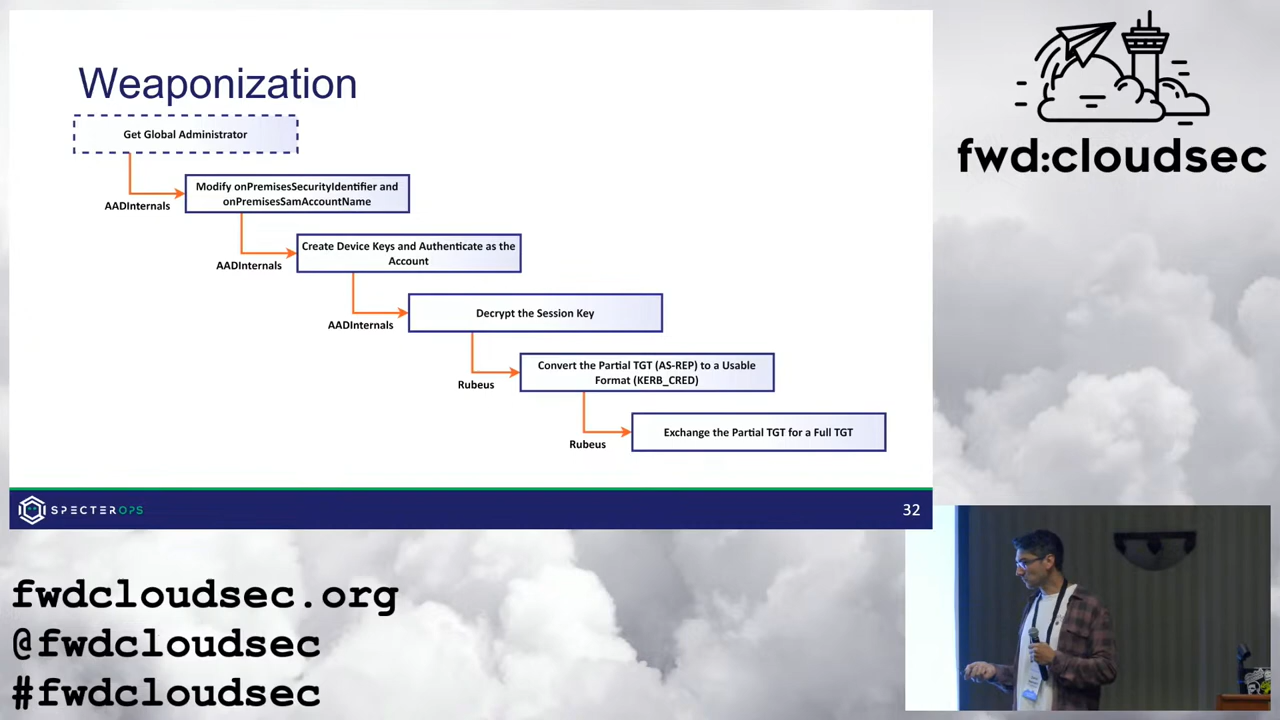 Weaponization
Get Global Administrator
AADInternals
Modify onPremisesSecurityIdentifier and
onPremisesSamAccountName
AADInternals
Create Device Keys and Authenticate as the
Account
AADInternals
Decrypt the Session Key
Rubeus
Convert the Partial TGT (AS-REP) to a Usable
Format (KERB_CRED)
Rubeus
Exchange the Partial TGT for a Full TGT
SPECTEROPS
32
fwd:cloudsec
fwdcloudsec.org
@fwdcloudsec
#fwdcloudsec